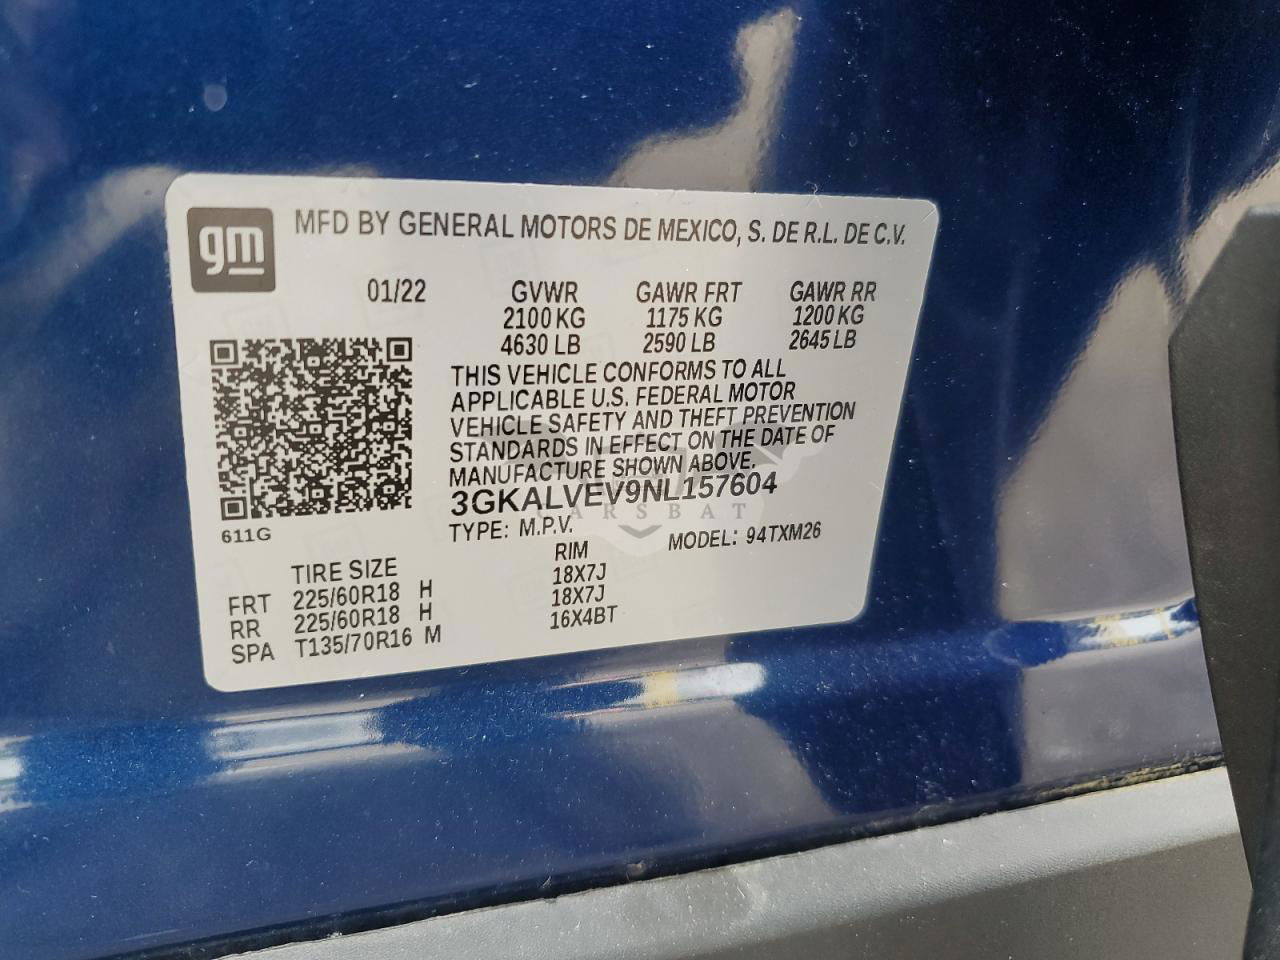 gm
MFD BY GENERAL MOTORS DE MEXICO, S. DE R.L. DE C.V.
01/22 GVWR GAWR FRT GAWR RR
2100 KG 1175 KG 1200 KG
4630 LB 2590 LB 2645 LB
THIS VEHICLE CONFORMS TO ALL
APPLICABLE U.S. FEDERAL MOTOR
VEHICLE SAFETY AND THEFT PREVENTION
STANDARDS IN EFFECT ON THE DATE OF
MANUFACTURE SHOWN ABOVE.
3GKALVEV9NL157604
CARSBAT
611G
TYPE: M.P.V. MODEL: 94TXM26
TIRE SIZE RIM
FRT 225/60R18 H 18X7J
RR 225/60R18 H 18X7J
SPA T135/70R16 M 16X4BT